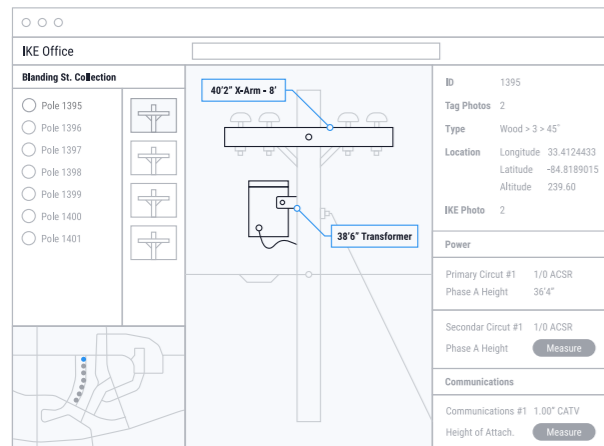 IKE Office
Blanding St. Collection
Pole 1395
Pole 1396
Pole 1397
Pole 1398
Pole 1399
Pole 1400
Pole 1401
40'2" X-Arm - 8'
38'6" Transformer
ID 1395
Tag Photos 2
Type Wood > 3 > 45"
Location Longitude 33.4124433
Latitude -84.8189015
Altitude 239.60
IKE Photo 2
Power
Primary Circut #1 1/0 ACSR
Phase A Height 36'4"
Secondar Circut #1 1/0 ACSR
Phase A Height Measure
Communications
Communications #1 1.00" CATV
Height of Attach. Measure